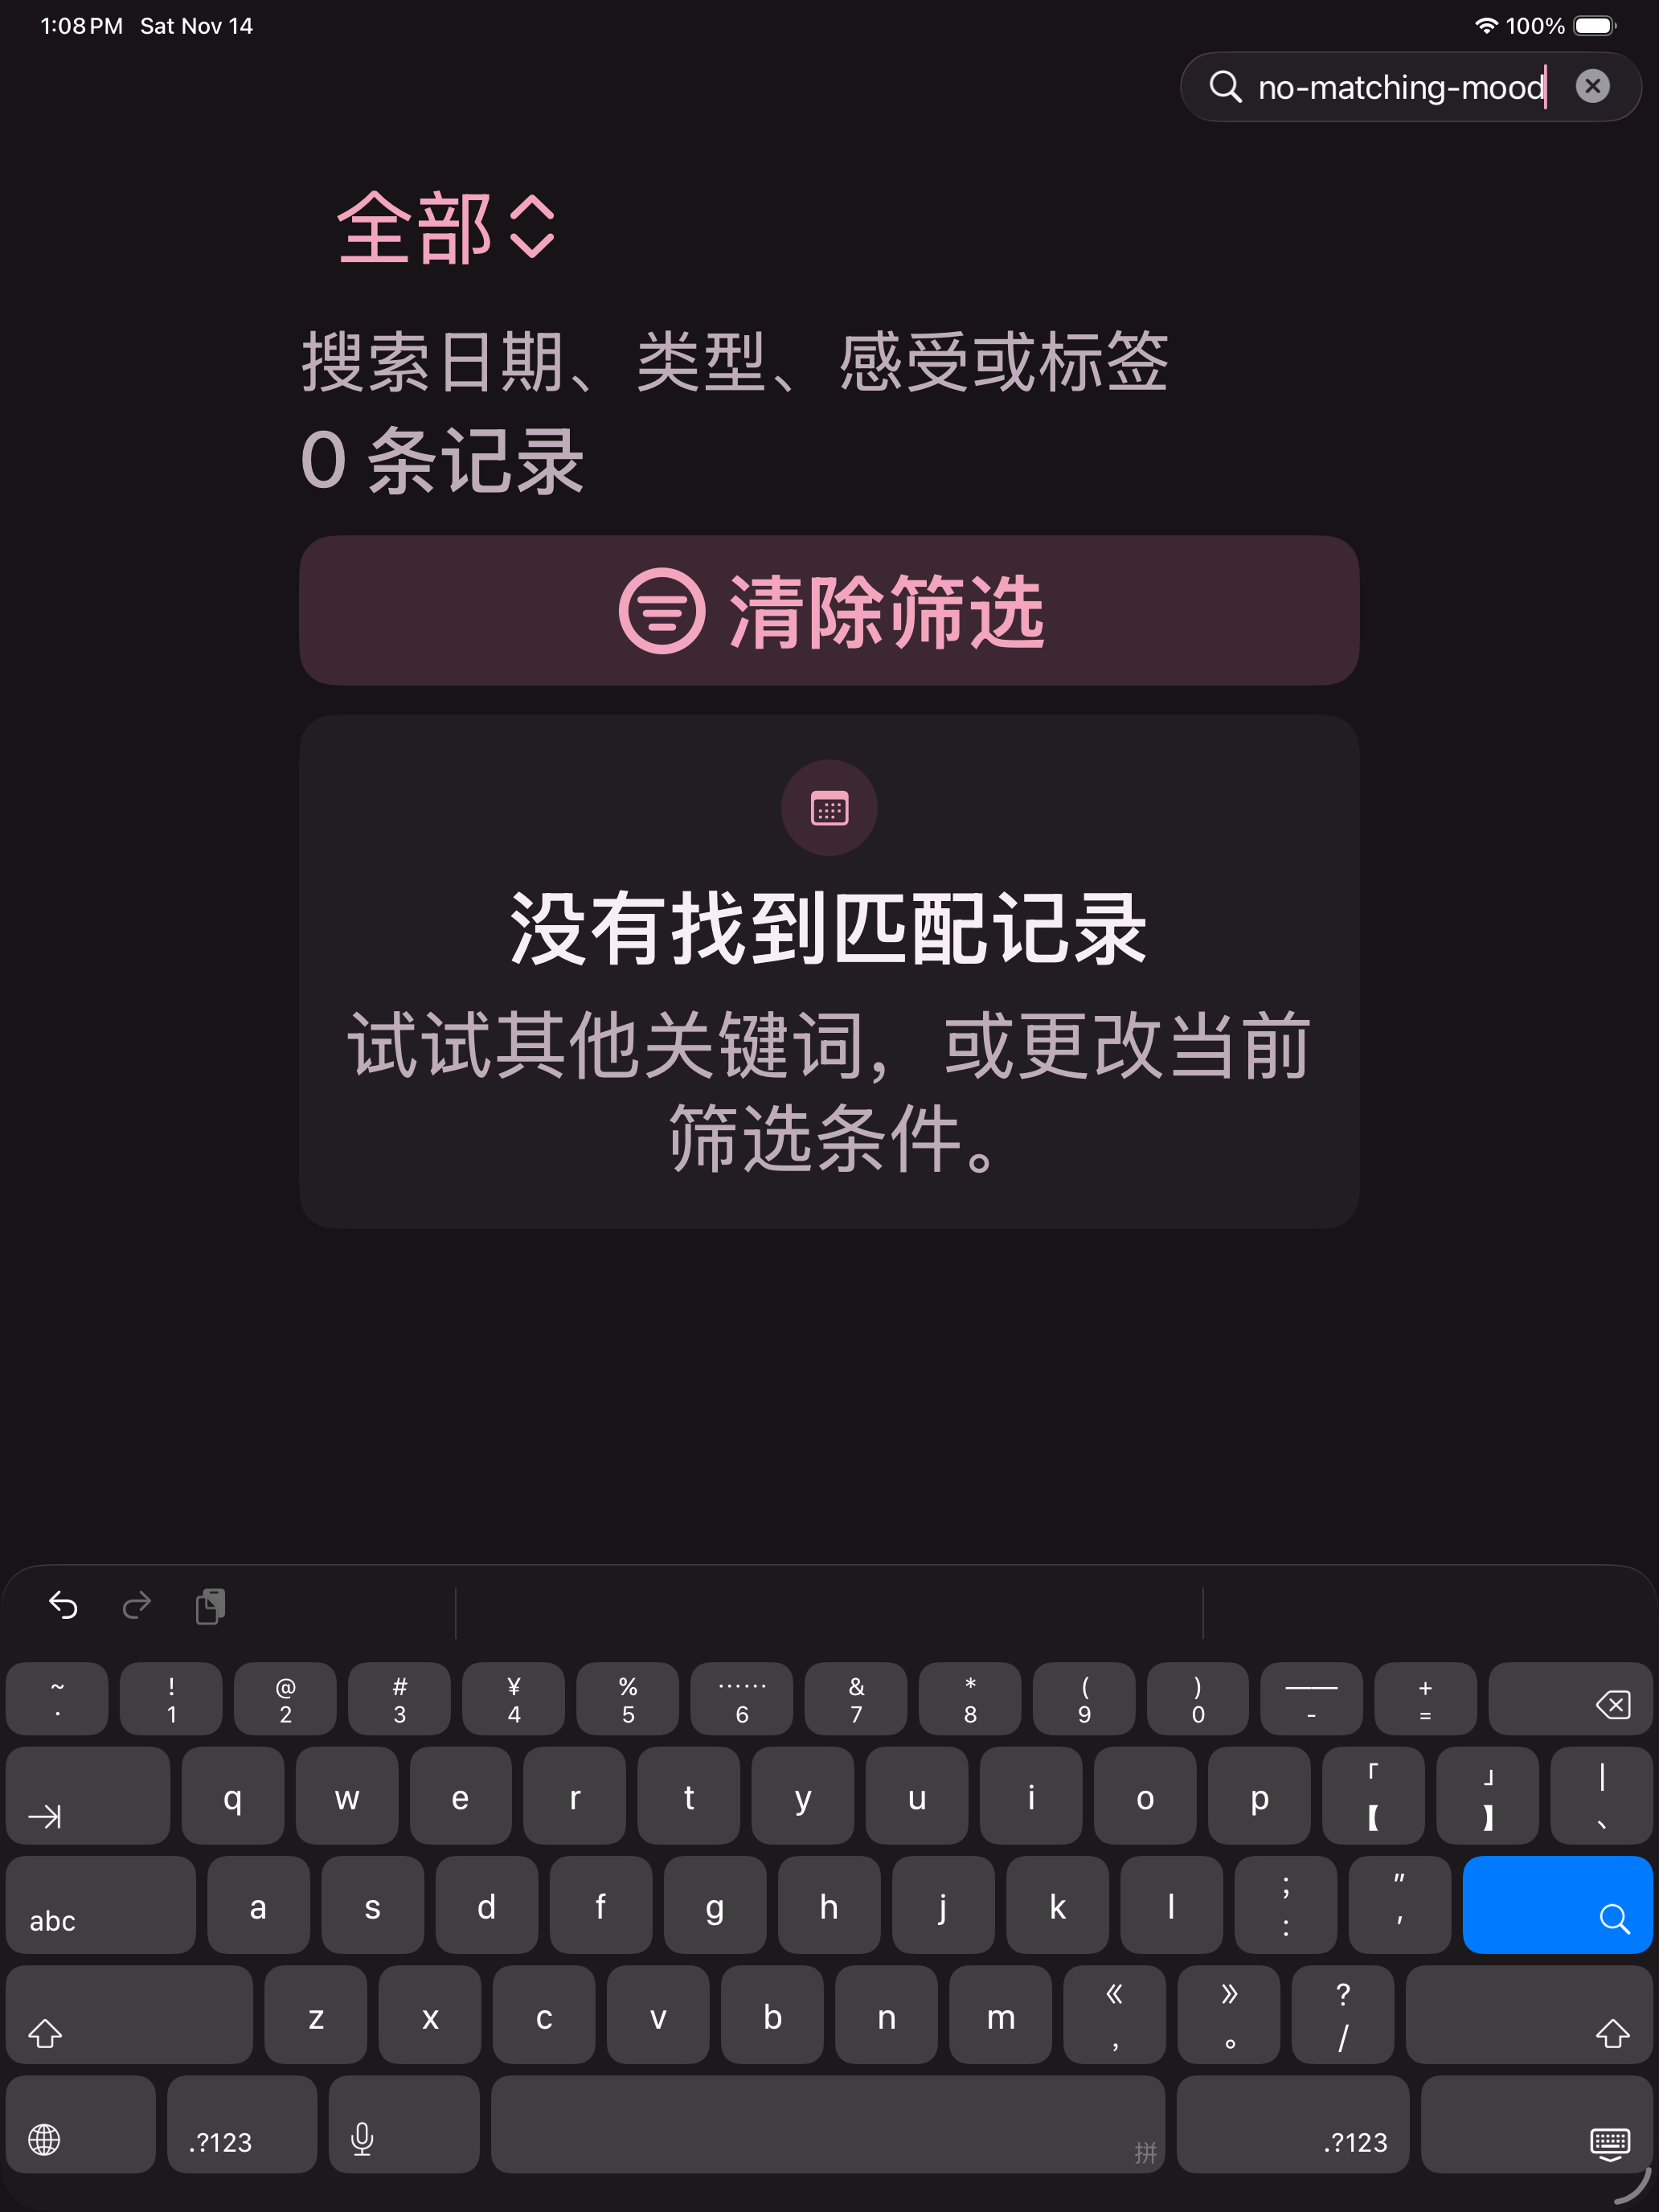 1:08 PM Sat Nov 14
100%
no-matching-mood
全部
搜索日期、类型、感受或标签
0 条记录
清除筛选
没有找到匹配记录
试试其他关键词，或更改当前
筛选条件。
~ ! @ # ¥ % …… & * ( ) —— +
· 1 2 3 4 5 6 7 8 9 0 - =
q w e r t y u i o p 「 」 |
【 】 、
abc a s d f g h j k l ; "
: '
z x c v b n m 《 》 ?
， 。 /
.?123 拼 .?123